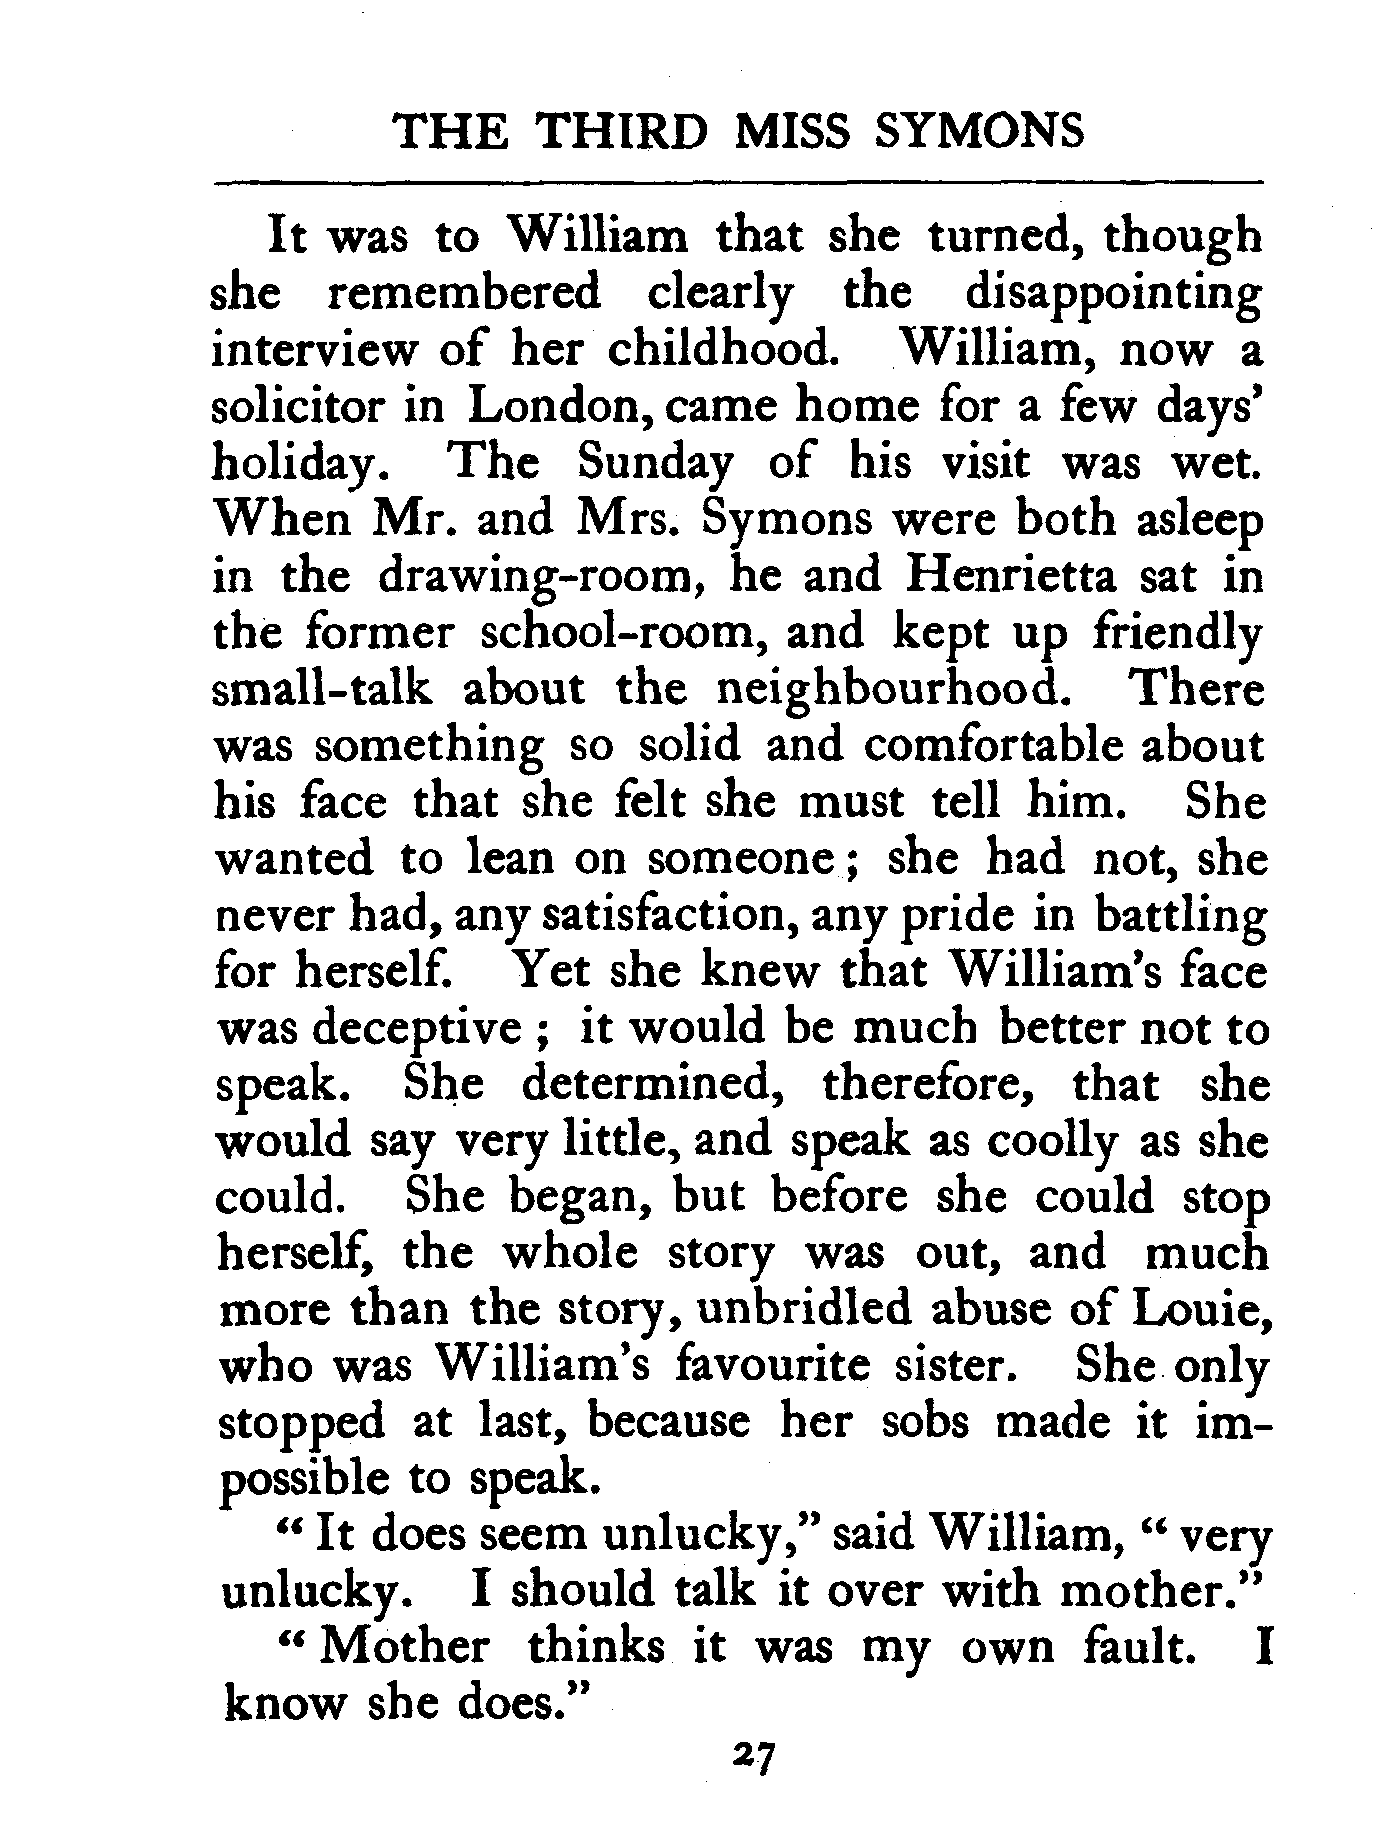 THE THIRD MISS SYMONS
It was to William that she turned, though
she remembered clearly the disappointing
interview of her childhood. William, now a
solicitor in London, came home for a few days’
holiday. The Sunday of his visit was wet.
When Mr. and Mrs. Symons were both asleep
in the drawing-room, he and Henrietta sat in
the former school-room, and kept up friendly
small-talk about the neighbourhood. There
was something so solid and comfortable about
his face that she felt she must tell him. She
wanted to lean on someone ; she had not, she
never had, any satisfaction, any pride in battling
for herself. Yet she knew that William’s face
was deceptive ; it would be much better not to
speak. She determined, therefore, that she
would say very little, and speak as coolly as she
could. She began, but before she could stop
herself, the whole story was out, and much
more than the story, unbridled abuse of Louie,
who was William’s favourite sister. She only
stopped at last, because her sobs made it im-
possible to speak.
“ It does seem unlucky,” said William, “ very
unlucky. I should talk it over with mother.”
“ Mother thinks it was my own fault. I
know she does.”
27